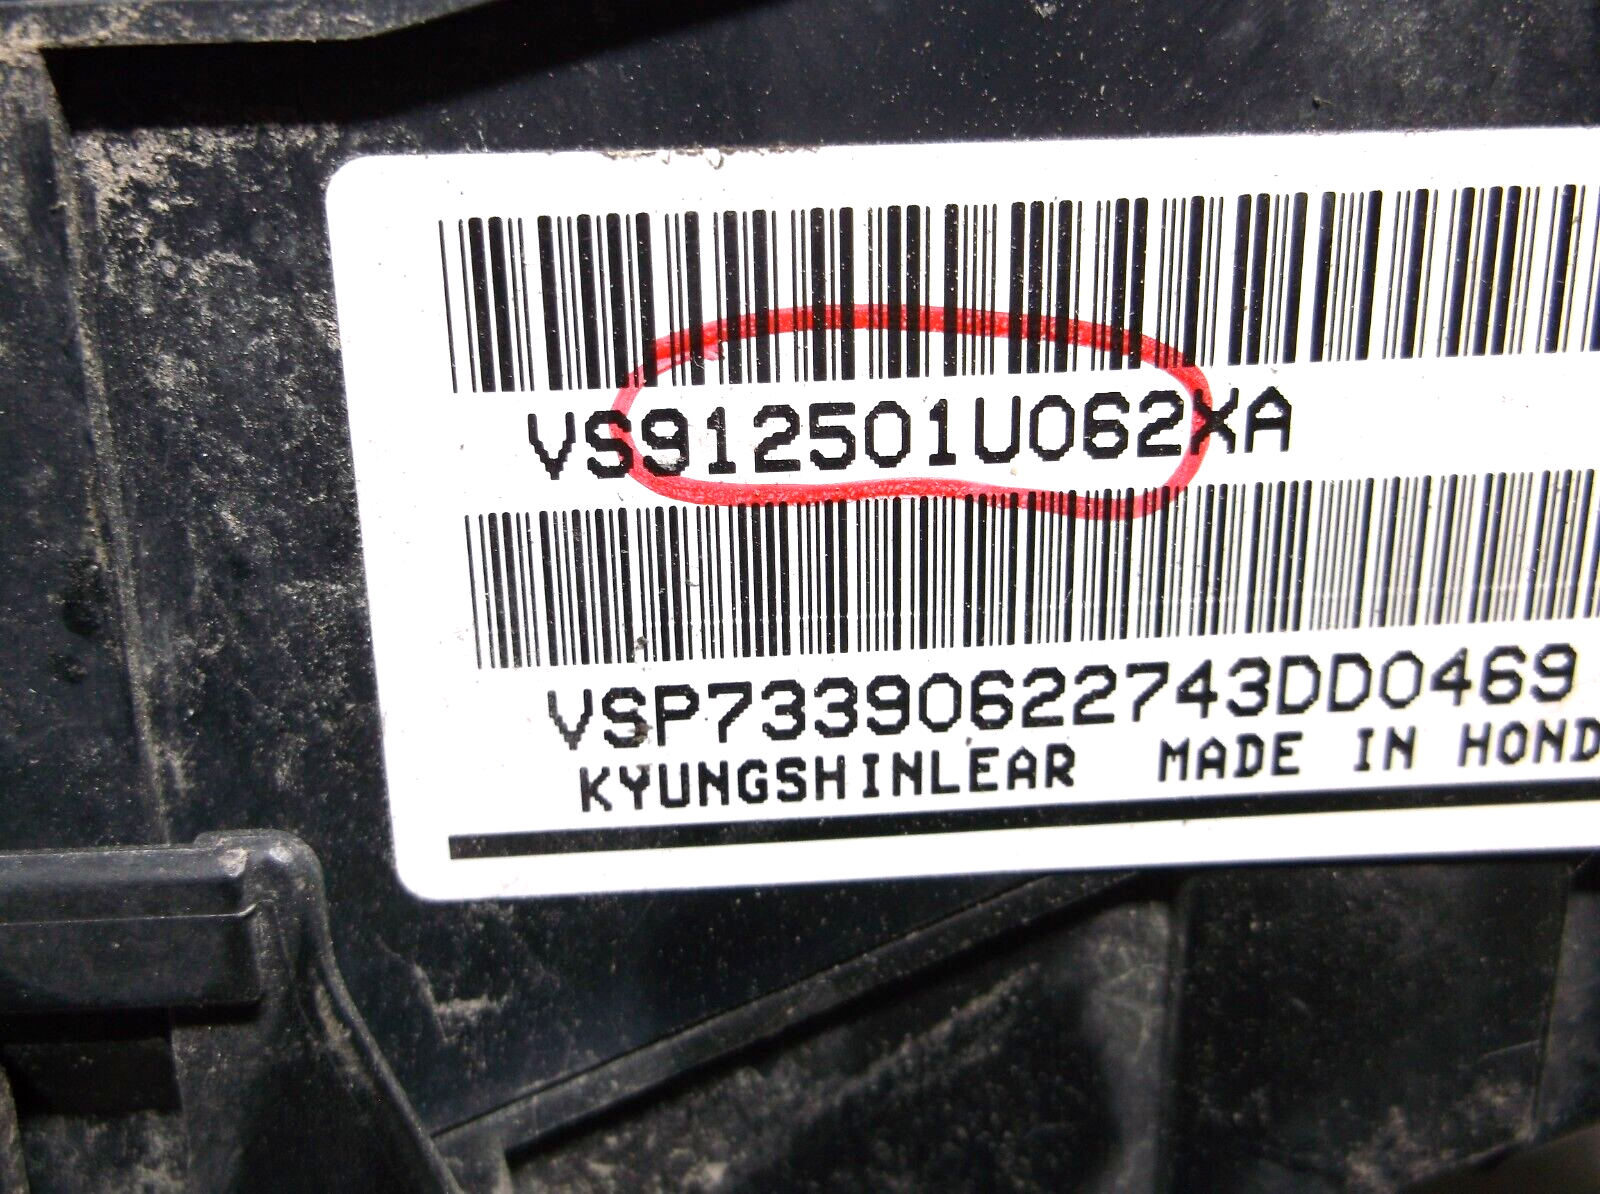 VS912501U062XA
VSP73390622743DD0469
KYUNGSHINLEAR MADE IN HOND